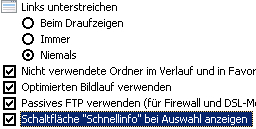 Links unterstreichen
Beim Draufzeigen
Immer
Niemals
Nicht verwendete Ordner im Verlauf und in Favor
Optimierten Bildlauf verwenden
Passives FTP verwenden (für Firewall und DSL-Mo
Schaltfläche "Schnellinfo" bei Auswahl anzeigen